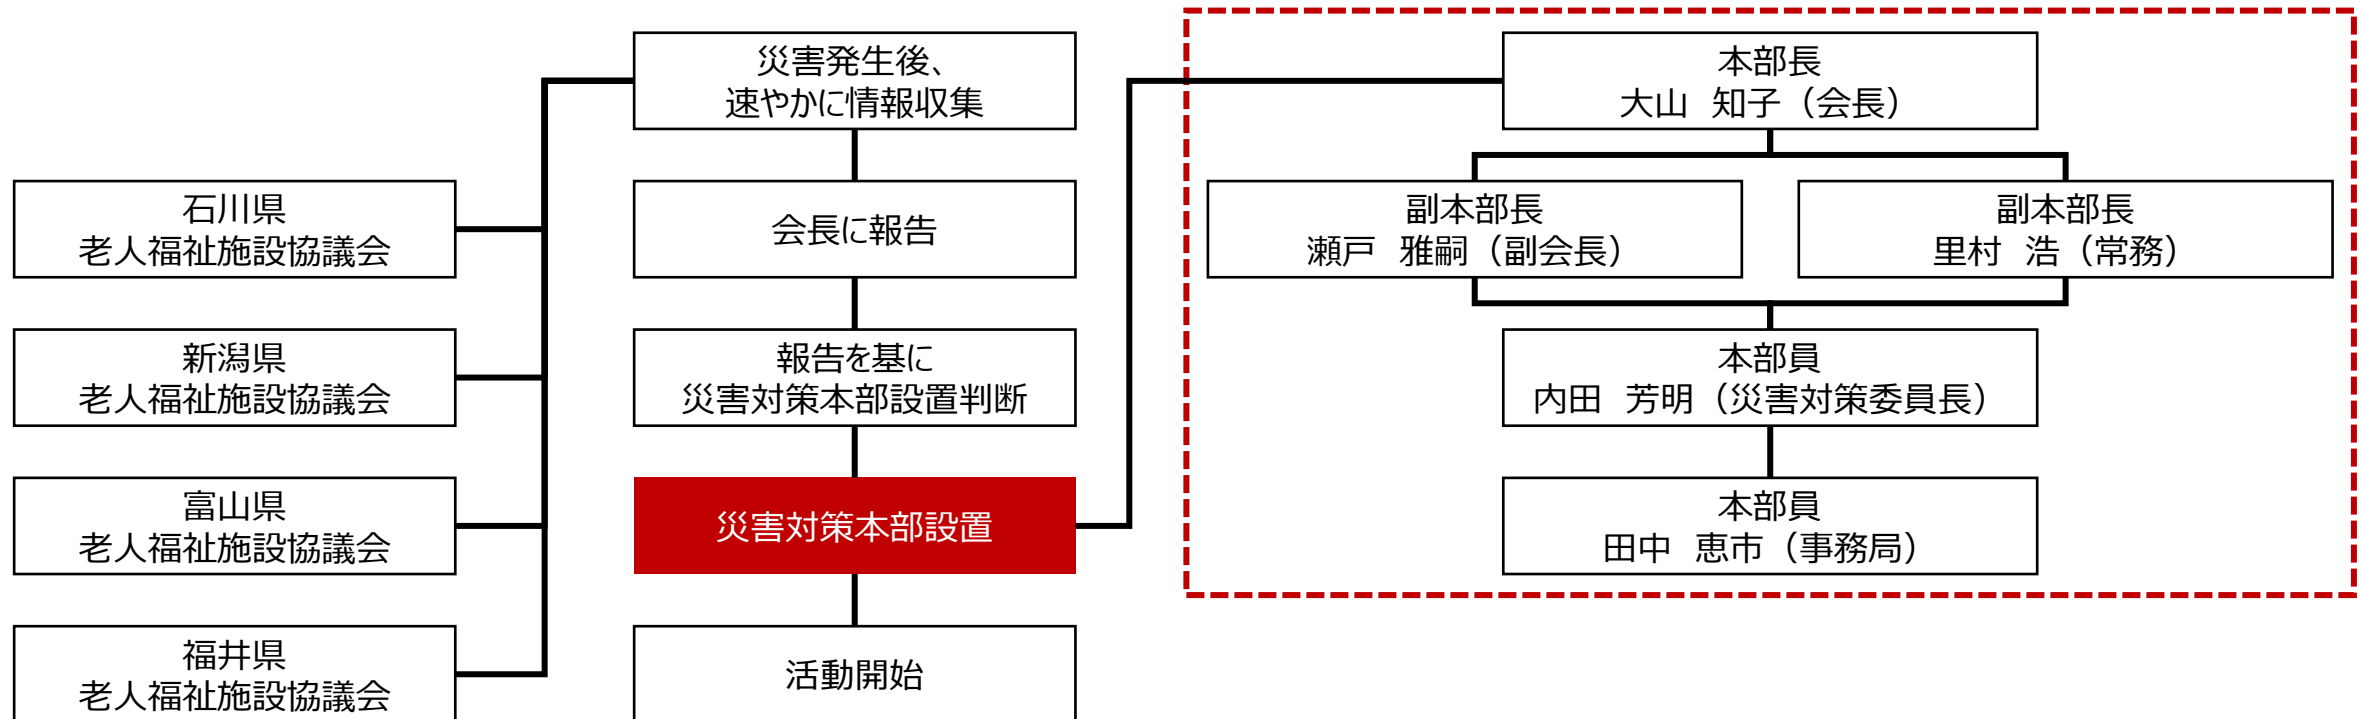 災害発生後、
速やかに情報収集
会長に報告
報告を基に
災害対策本部設置判断
災害対策本部設置
活動開始
石川県
老人福祉施設協議会
新潟県
老人福祉施設協議会
富山県
老人福祉施設協議会
福井県
老人福祉施設協議会
本部長
大山　知子（会長）
副本部長
瀬戸　雅嗣（副会長）
副本部長
里村　浩（常務）
本部員
内田　芳明（災害対策委員長）
本部員
田中　恵市（事務局）